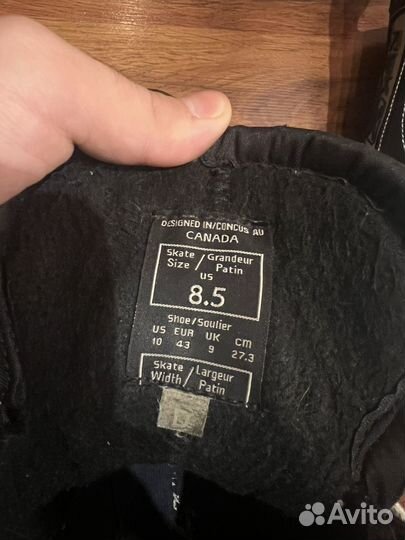 DESIGNED IN/CONCUS AU
CANADA
Skate / Grandeur
Size / Patin
US
8.5
Shoe/Soulier
US EUR UK CM
10 43 9 27,3
Skate / Largeur
Width / Patin
D
Avito